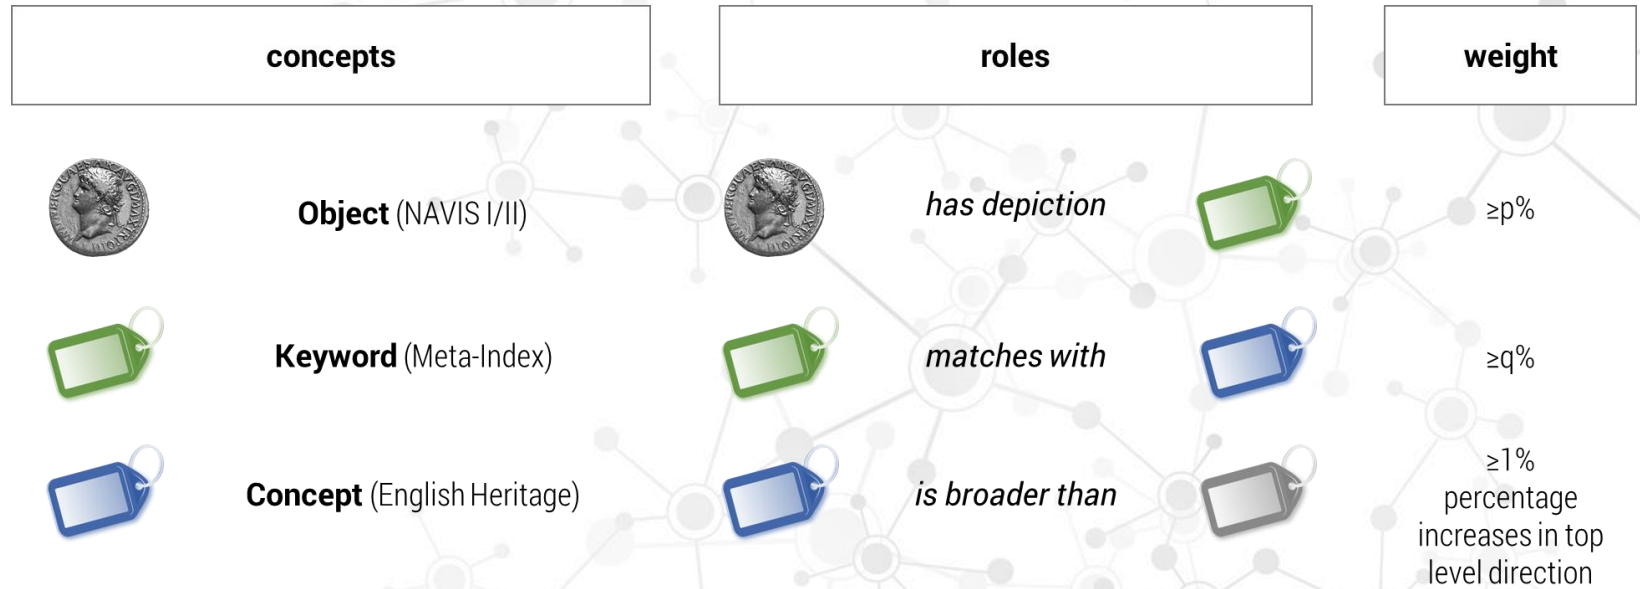 concepts
roles
weight
Object (NAVIS I/II)
has depiction
≥p%
Keyword (Meta-Index)
matches with
≥q%
Concept (English Heritage)
is broader than
≥1%
percentage
increases in top
level direction